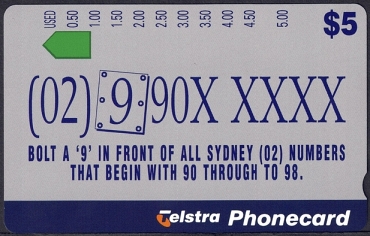 USED 0.50 1.00 1.50 2.00 2.50 3.00 3.50 4.00 5.00
$5
(02) 9 90X XXXX
BOLT A ‘9’ IN FRONT OF ALL SYDNEY (02) NUMBERS
THAT BEGIN WITH 90 THROUGH TO 98.
Telstra Phonecard